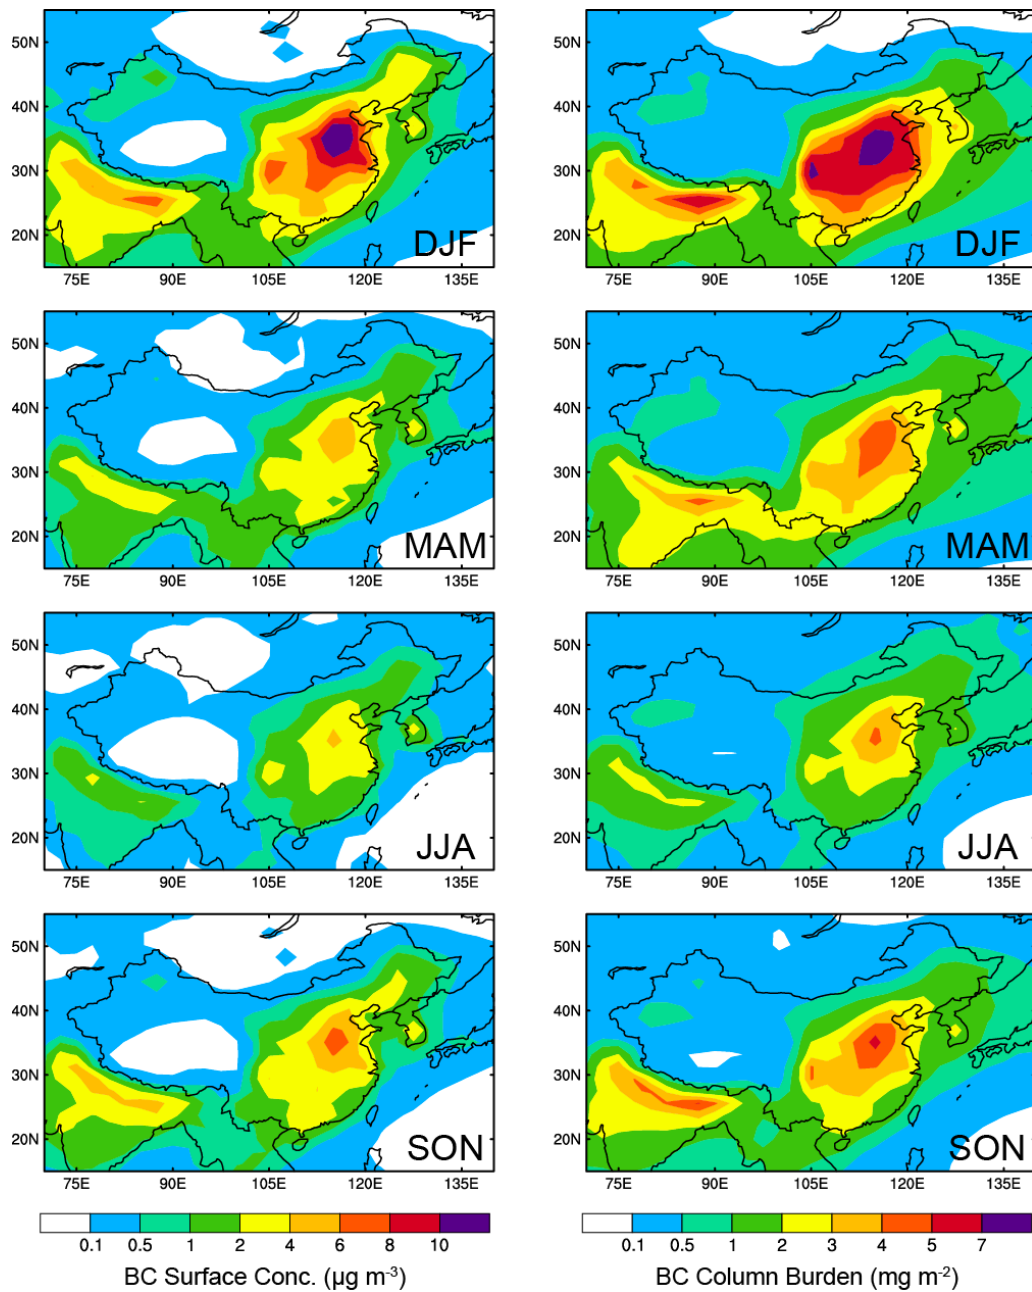 50N
40N
30N
20N
DJF
75E 90E 105E 120E 135E
50N
40N
30N
20N
DJF
75E 90E 105E 120E 135E
50N
40N
30N
20N
MAM
75E 90E 105E 120E 135E
50N
40N
30N
20N
MAM
75E 90E 105E 120E 135E
50N
40N
30N
20N
JJA
75E 90E 105E 120E 135E
50N
40N
30N
20N
JJA
75E 90E 105E 120E 135E
50N
40N
30N
20N
SON
75E 90E 105E 120E 135E
50N
40N
30N
20N
SON
75E 90E 105E 120E 135E
0.1 0.5 1 2 4 6 8 10
BC Surface Conc. (µg m⁻³)
0.1 0.5 1 2 3 4 5 7
BC Column Burden (mg m⁻²)